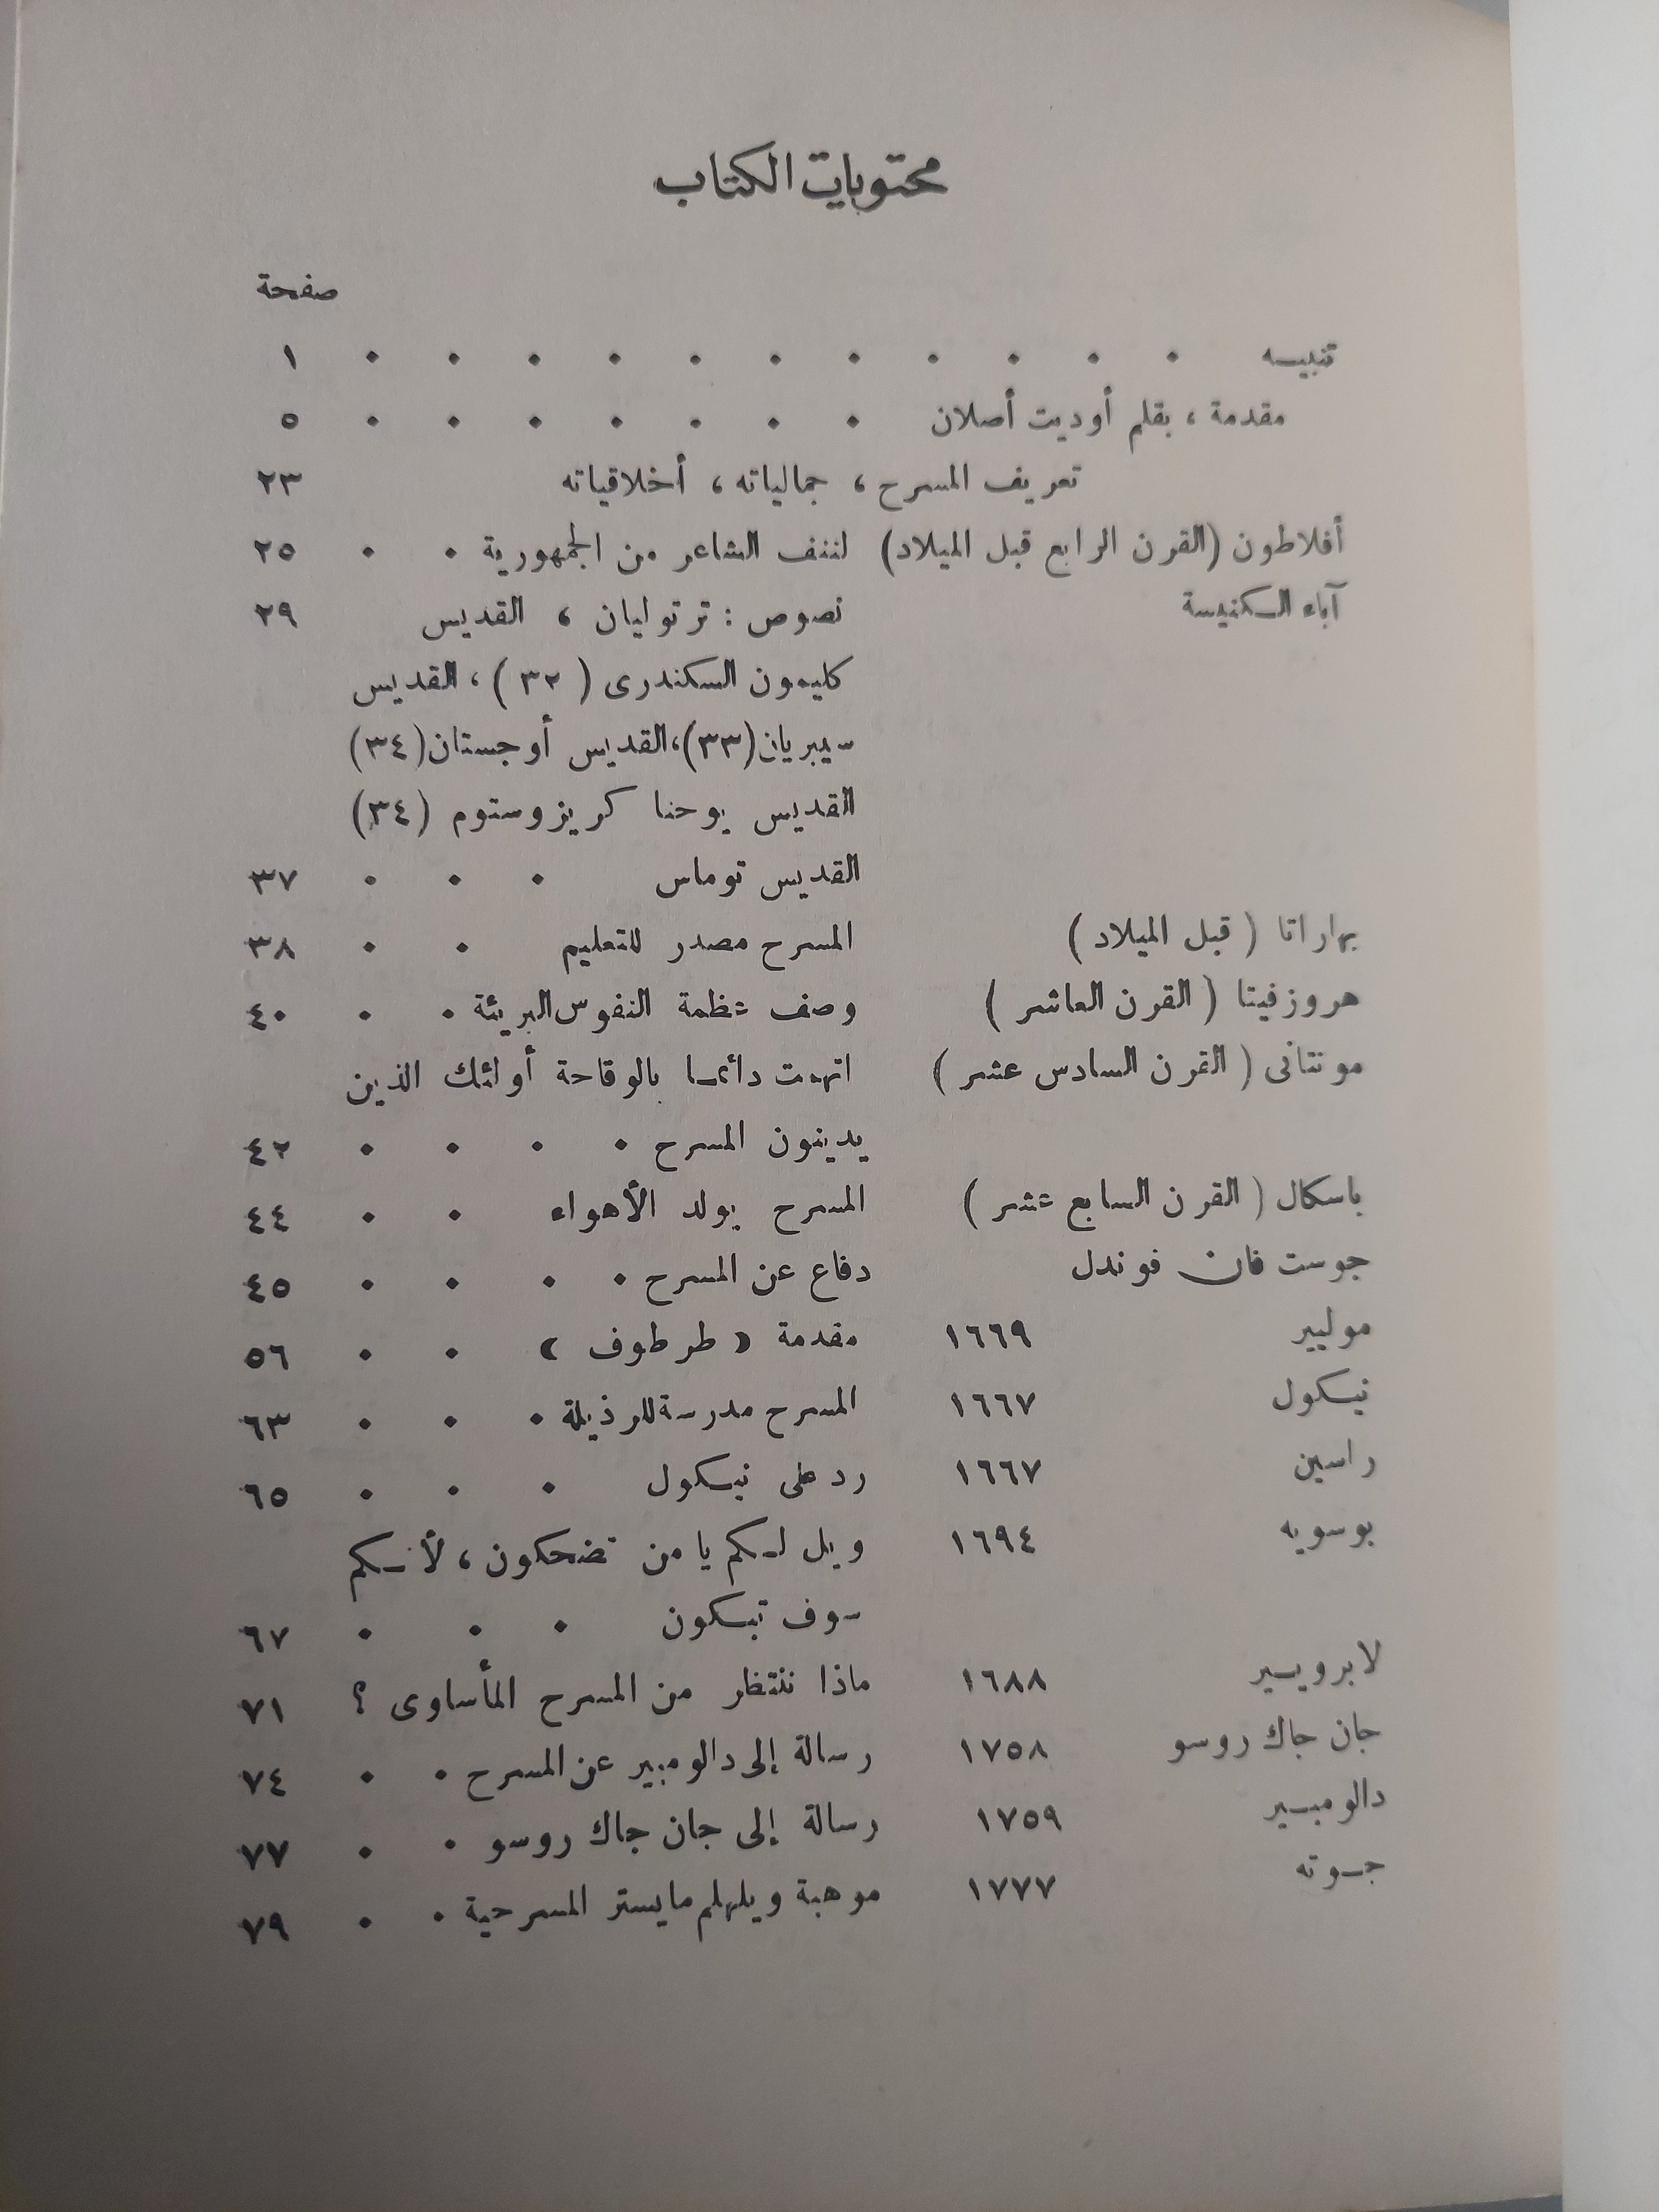 محتويات الكتاب
صفحة
تنبيه . . . . . . . . . . . ١
مقدمة ، بقلم أوديت أصلان . . . . . . . ٥
تعريف المسرح ، جمالياته ، أخلاقياته ٢٣
أفلاطون (القرن الرابع قبل الميلاد) لننف الشاعر من الجمهورية . . ٢٥
آباء الكنيسة نصوص : ترتوليان ، القديس ٢٩
كليمون السكندرى ( ٣٢ ) ، القديس
سيبريان (٣٣) ، القديس أوجستان (٣٤)
القديس يوحنا كريزوستوم (٣٤)
القديس توماس . . . ٣٧
بهاراتا ( قبل الميلاد ) المسرح مصدر للتعليم . . ٣٨
هروزفيتا ( القرن العاشر ) وصف عظمة النفوس البريئة . . ٤٠
مونتانى ( القرن السادس عشر ) اتهمت دائما بالوقاحة أولئك الذين
يدينون المسرح . . . . ٤٢
باسكال ( القرن السابع عشر ) المسرح يولد الأهواء . . ٤٤
جوست فان فوندل دفاع عن المسرح . . . . ٤٥
موليير ١٦٦٩ مقدمة « طرطوف » . . ٥٦
نيكول ١٦٦٧ المسرح مدرسة للرذيلة . . . ٦٣
راسين ١٦٦٧ رد على نيكول . . . ٦٥
بوسويه ١٦٩٤ ويل لكم يا من تضحكون ، لأنكم
سوف تبكون . . . ٦٧
لابرويير ١٦٨٨ ماذا ننتظر من المسرح المأساوى ؟ ٧١
جان جاك روسو ١٧٥٨ رسالة إلى دالومبير عن المسرح . . ٧٤
دالومبير ١٧٥٩ رسالة إلى جان جاك روسو . . ٧٧
جوته ١٧٧٧ موهبة ويلهلم مايستر المسرحية . . ٧٩